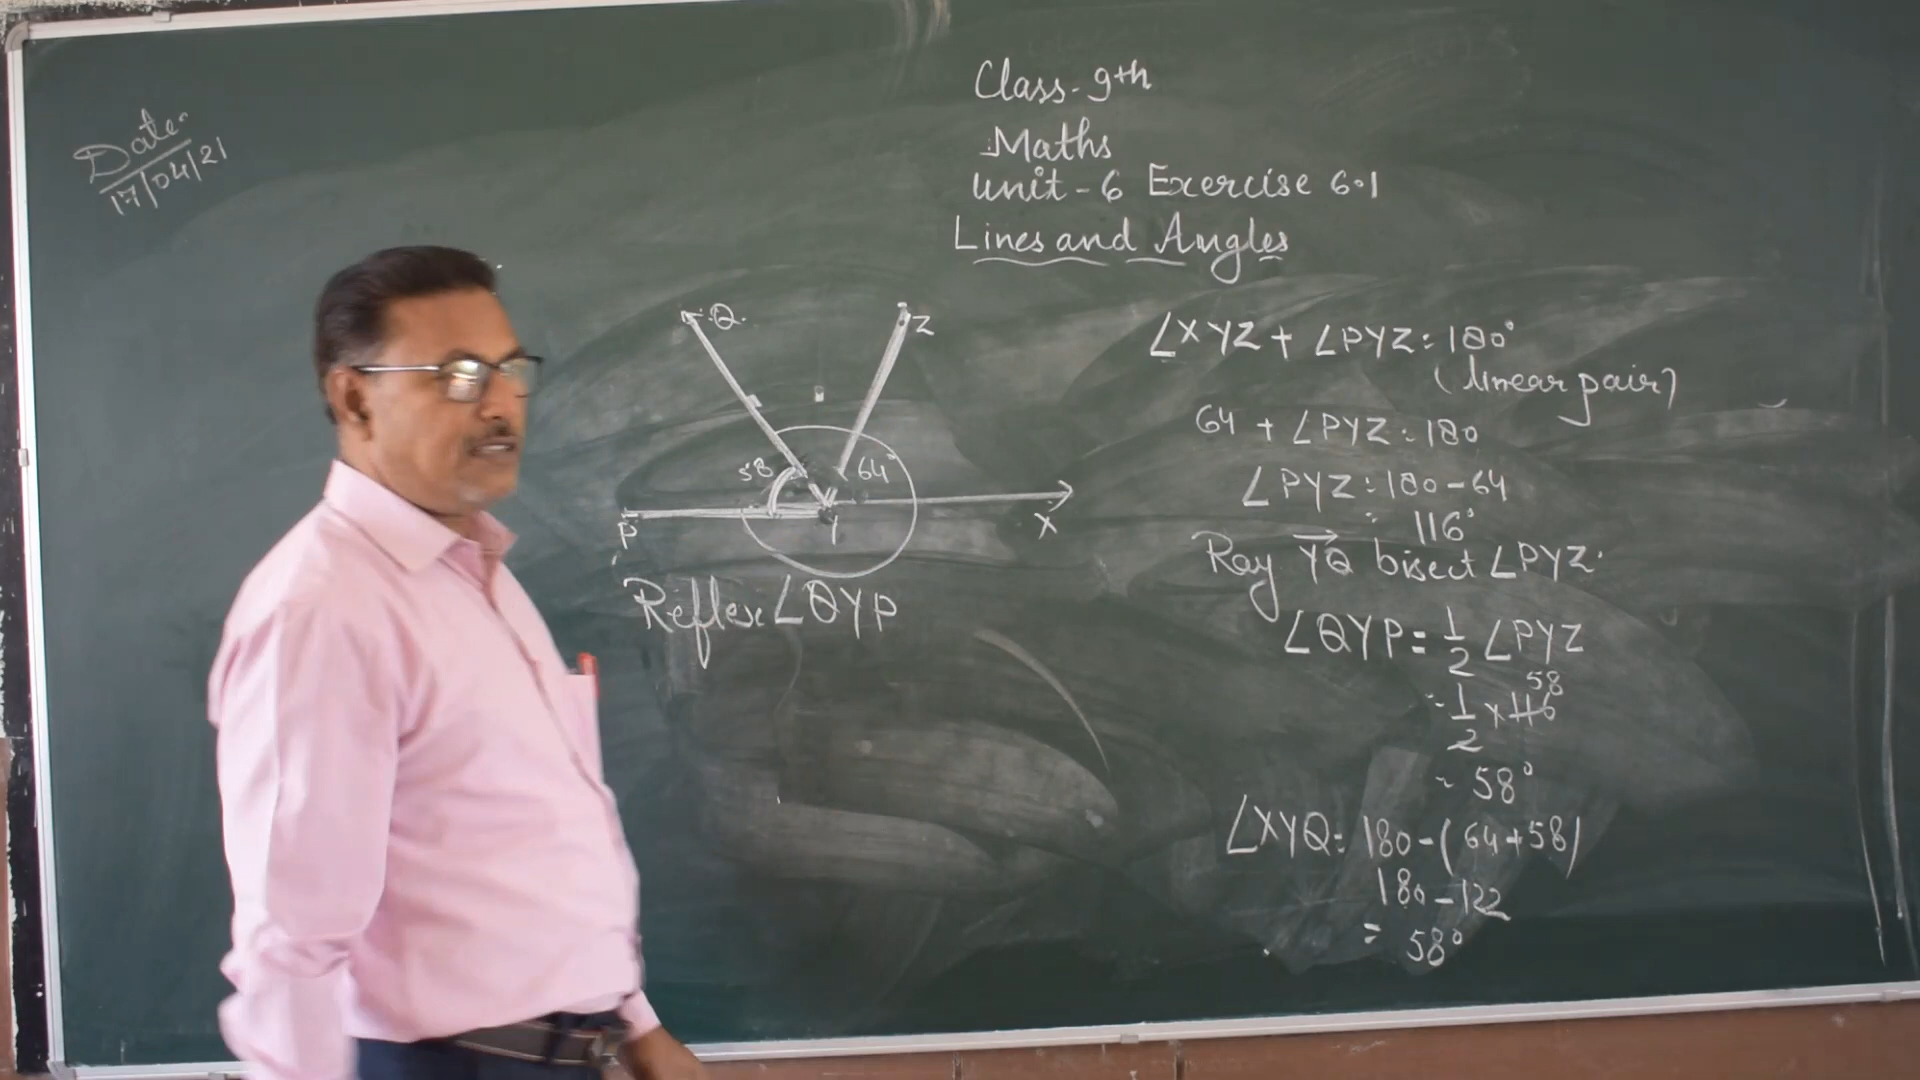 Date.
17/04/21
Class-9th
Maths
Unit-6 Exercise 6.1
Lines and Angles
Q
Z
58
64°
P
Y
X
Reflex ∠QYP
∠XYZ + ∠PYZ = 180°
(linear pair)
64 + ∠PYZ = 180
∠PYZ = 180-64
= 116°
Ray YQ bisect ∠PYZ.
∠QYP = 1/2 ∠PYZ
58
= 1/2 × 116
= 58°
∠XYQ = 180-(64+58)
180-122
= 58°